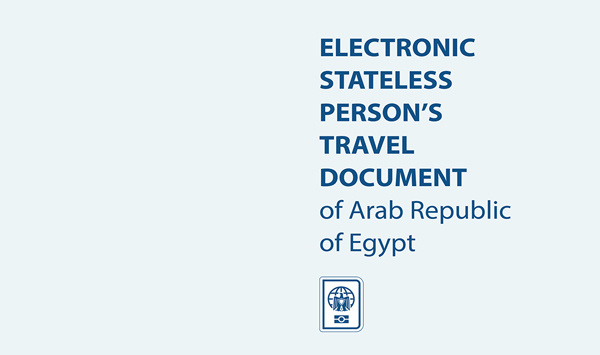 ELECTRONIC
STATELESS
PERSON’S
TRAVEL
DOCUMENT
of Arab Republic
of Egypt